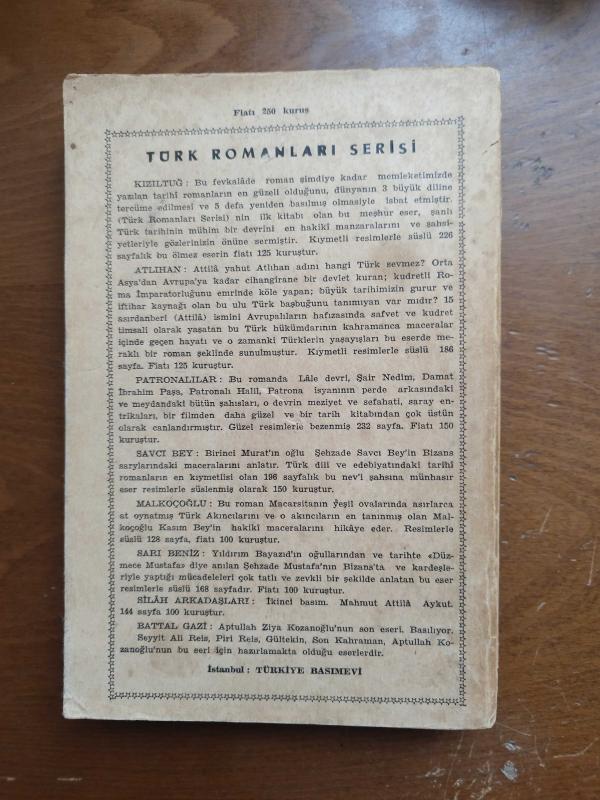 Fiatı 250 kuruş
TÜRK ROMANLARI SERİSİ
KIZILTUĞ : Bu fevkalâde roman şimdiye kadar memleketimizde
yazılan tarihî romanların en güzeli olduğunu, dünyanın 3 büyük diline
tercüme edilmesi ve 5 defa yeniden basılmış olmasiyle isbat etmiştir.
(Türk Romanları Serisi) nin ilk kitabı olan bu meşhur eser, şanlı
Türk tarihinin mühim bir devrini en hakikî manzaralarını ve şahsi-
yetleriyle gözlerinizin önüne sermiştir. Kıymetli resimlerle süslü 226
sayfalık bu ölmez eserin fiatı 125 kuruştur.
ATLIHAN : Attilâ yahut Atlıhan adını hangi Türk sevmez? Orta
Asya'dan Avrupa'ya kadar cihangirane bir devlet kuran; kudretli Ro-
ma İmparatorluğunu emrinde köle yapan; büyük tarihimizin gurur ve
iftihar kaynağı olan bu ulu Türk başbuğunu tanımıyan var mıdır? 15
asırdanberi (Attilâ) ismini Avrupalıların hafızasında safvet ve kudret
timsali olarak yaşatan bu Türk hükümdarının kahramanca maceralar
içinde geçen hayatı ve o zamanki Türklerin yaşayışları bu eserde me-
raklı bir roman şeklinde sunulmuştur. Kıymetli resimlerle süslü 186
sayfa. Fiatı 125 kuruştur.
PATRONALILAR : Bu romanda Lâle devri, Şair Nedim, Damat
İbrahim Paşa, Patronalı Halil, Patrona isyanının perde arkasındaki
ve meydandaki bütün şahısları, o devrin meziyet ve sefahati, saray en-
trikaları, bir filmden daha güzel ve bir tarih kitabından çok üstün
olarak canlandırmıştır. Güzel resimlerle bezenmiş 232 sayfa. Fiatı 150
kuruştur.
SAVCI BEY : Birinci Murat'ın oğlu Şehzade Savcı Bey'in Bizans
saraylarındaki maceralarını anlatır. Türk dili ve edebiyatındaki tarihî
romanların en kıymetlisi olan 196 sayfalık bu nev'i şahsına münhasır
eser resimlerle süslenmiş olarak 150 kuruştur.
MALKOÇOĞLU : Bu roman Macarsitanın yeşil ovalarında asırlarca
at oynatmış Türk Akıncılarını ve o akıncıların en tanınmış olan Mal-
koçoğlu Kasım Bey'in hakikî maceralarını hikâye eder. Resimlerle
süslü 128 sayfa, fiatı 100 kuruştur.
SARI BENİZ : Yıldırım Bayazıd'ın oğullarından ve tarihte «Düz-
mece Mustafa» diye anılan Şehzade Mustafa'nın Bizans'ta ve kardeşle-
riyle yaptığı mücadeleleri çok tatlı ve zevkli bir şekilde anlatan bu eser
resimlerle süslü 168 sayfadır. Fiatı 100 kuruştur.
SİLÂH ARKADAŞLARI : İkinci basım. Mahmut Attilâ Aykut.
144 sayfa 100 kuruştur.
BATTAL GAZİ : Aptullah Ziya Kozanoğlu'nun son eseri. Basılıyor.
Seyyit Ali Reis, Piri Reis, Gültekin, Son Kahraman, Aptullah Ko-
zanoğlu'nun bu seri için hazırlamakta olduğu eserlerdir.
İstanbul : TÜRKİYE BASIMEVİ